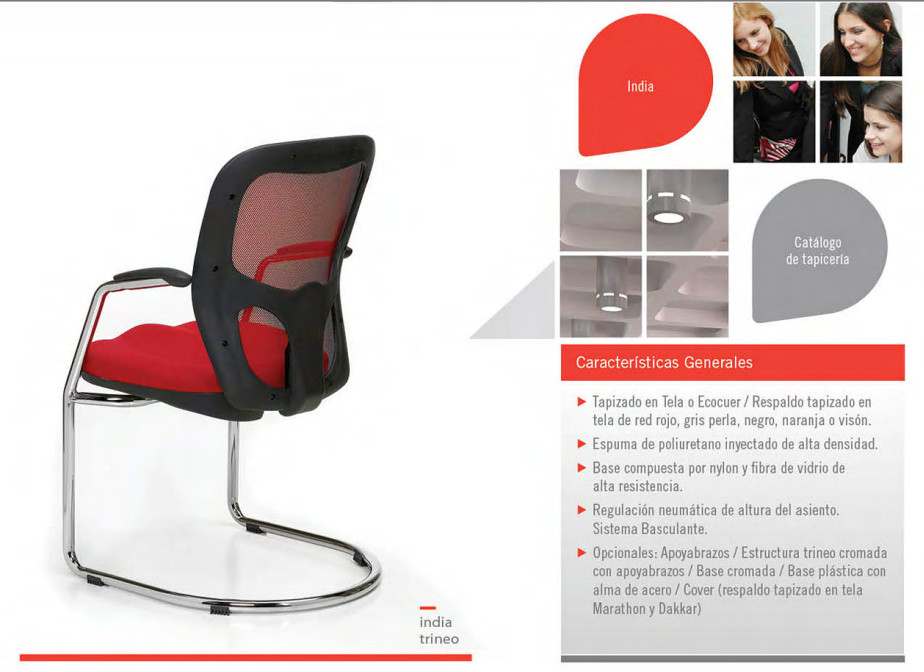 India
Catálogo
de tapicería
Características Generales
Tapizado en Tela o Ecocuer / Respaldo tapizado en
tela de red rojo, gris perla, negro, naranja o visón.
Espuma de poliuretano inyectado de alta densidad.
Base compuesta por nylon y fibra de vidrio de
alta resistencia.
Regulación neumática de altura del asiento.
Sistema Basculante.
Opcionales: Apoyabrazos / Estructura trineo cromada
con apoyabrazos / Base cromada / Base plástica con
alma de acero / Cover (respaldo tapizado en tela
Marathon y Dakkar)
india
trineo